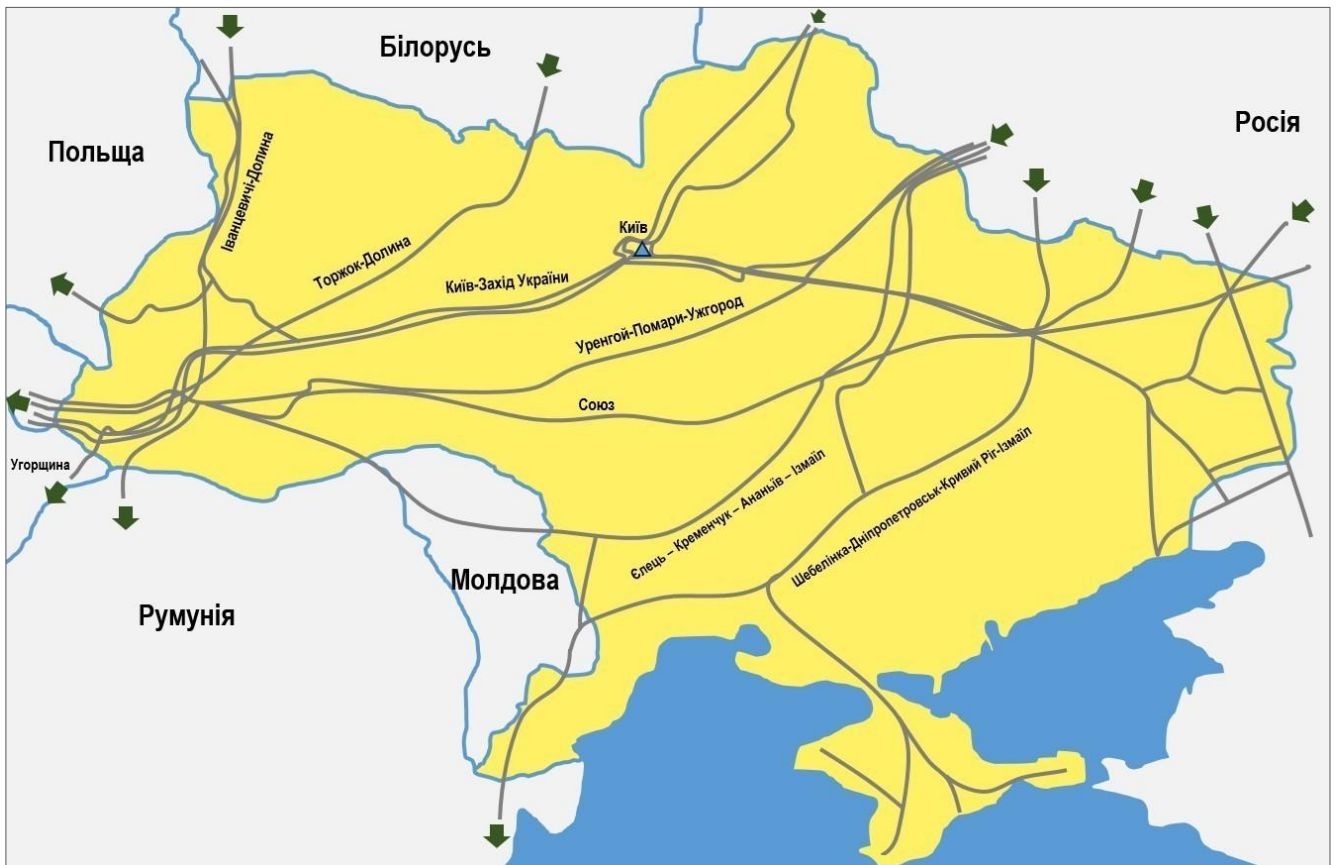 Білорусь
Росія
Польща
Іванцевичі-Долина
Торжок-Долина
Київ
Київ-Захід України
Уренгой-Помари-Ужгород
Союз
Угорщина
Єлець – Кременчук – Ананьїв – Ізмаїл
Шебелінка-Дніпропетровськ-Кривий Ріг-Ізмаїл
Молдова
Румунія